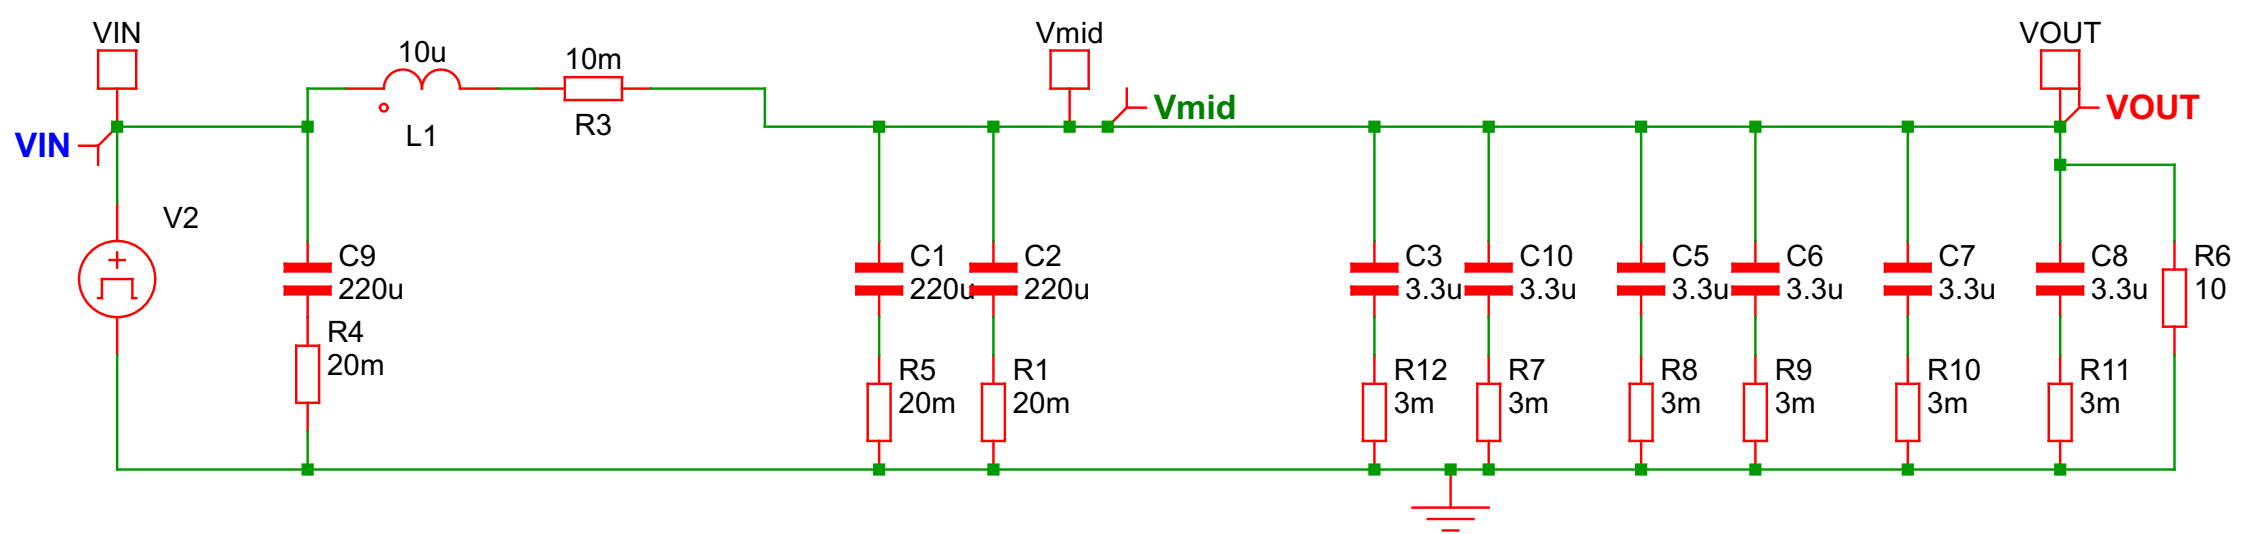 VIN
Vmid
VOUT
10u
10m
L1
R3
VIN
Vmid
VOUT
V2
C9
220u
R4
20m
C1
220u
R5
20m
C2
220u
R1
20m
C3
3.3u
R12
3m
C10
3.3u
R7
3m
C5
3.3u
R8
3m
C6
3.3u
R9
3m
C7
3.3u
R10
3m
C8
3.3u
R11
3m
R6
10